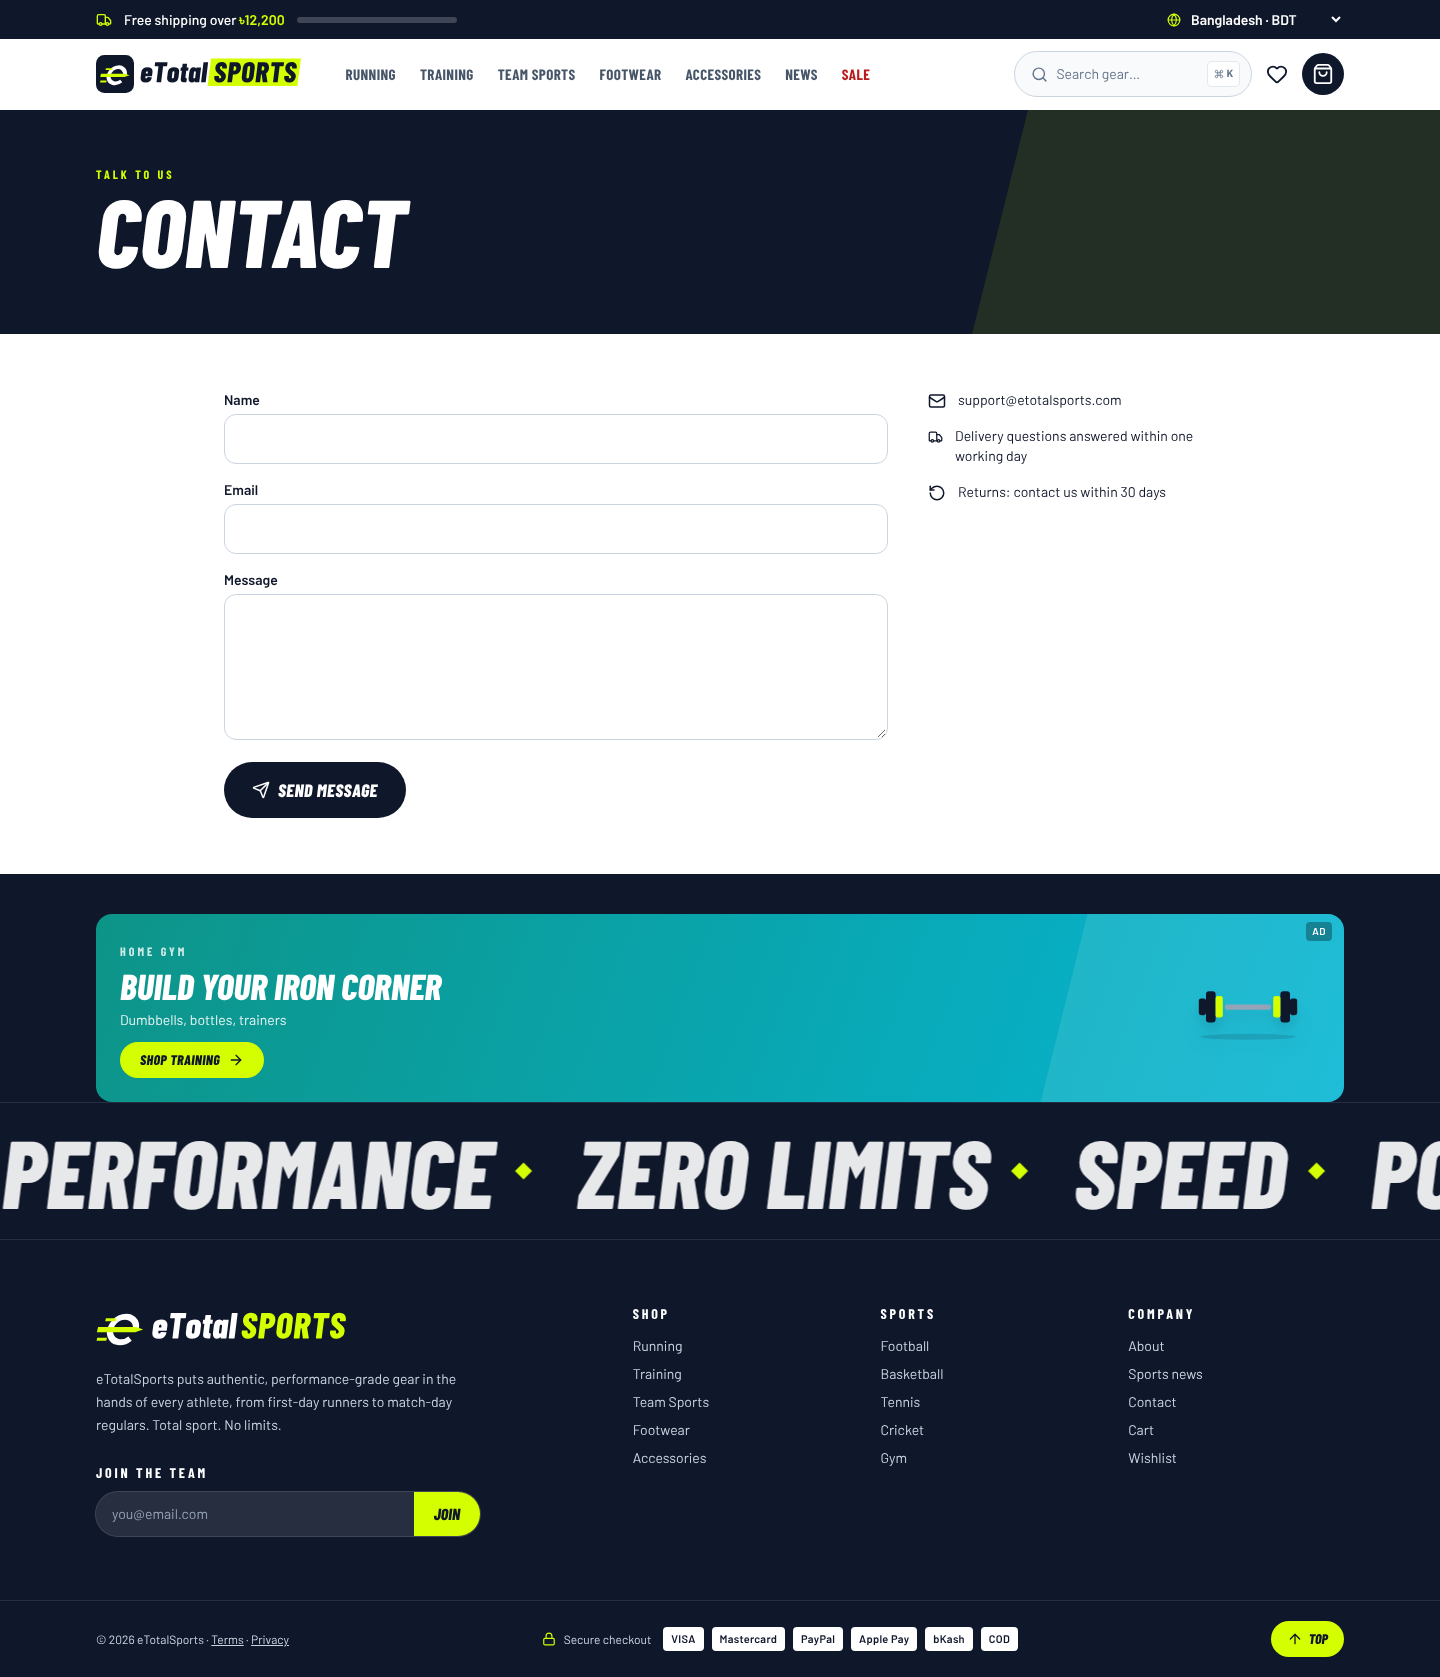 Free shipping over ৳12,200
Bangladesh · BDT
eTotal SPORTS
RUNNING
TRAINING
TEAM SPORTS
FOOTWEAR
ACCESSORIES
NEWS
SALE
Search gear...
⌘ K
TALK TO US
CONTACT
Name
Email
Message
SEND MESSAGE
support@etotalsports.com
Delivery questions answered within one
working day
Returns: contact us within 30 days
AD
HOME GYM
BUILD YOUR IRON CORNER
Dumbbells, bottles, trainers
SHOP TRAINING
PERFORMANCE ◆ ZERO LIMITS ◆ SPEED ◆ PO
eTotal SPORTS
eTotalSports puts authentic, performance-grade gear in the
hands of every athlete, from first-day runners to match-day
regulars. Total sport. No limits.
JOIN THE TEAM
you@email.com
JOIN
SHOP
Running
Training
Team Sports
Footwear
Accessories
SPORTS
Football
Basketball
Tennis
Cricket
Gym
COMPANY
About
Sports news
Contact
Cart
Wishlist
© 2026 eTotalSports · Terms · Privacy
Secure checkout
VISA
Mastercard
PayPal
Apple Pay
bKash
COD
TOP